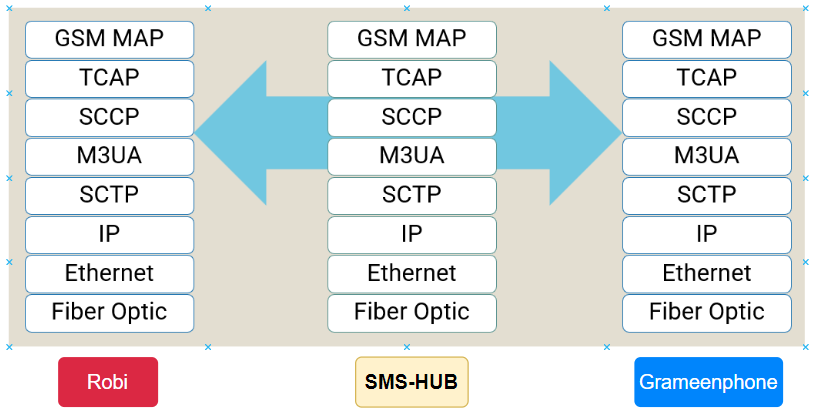 GSM MAP
TCAP
SCCP
M3UA
SCTP
IP
Ethernet
Fiber Optic
Robi
GSM MAP
TCAP
SCCP
M3UA
SCTP
IP
Ethernet
Fiber Optic
SMS-HUB
GSM MAP
TCAP
SCCP
M3UA
SCTP
IP
Ethernet
Fiber Optic
Grameenphone